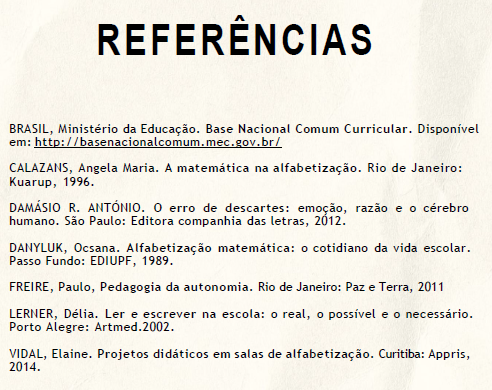 REFERÊNCIAS
BRASIL, Ministério da Educação. Base Nacional Comum Curricular. Disponível
em: http://basenacionalcomum.mec.gov.br/
CALAZANS, Angela Maria. A matemática na alfabetização. Rio de Janeiro:
Kuarup, 1996.
DAMÁSIO R. ANTÓNIO. O erro de descartes: emoção, razão e o cérebro
humano. São Paulo: Editora companhia das letras, 2012.
DANYLUK, Ocsana. Alfabetização matemática: o cotidiano da vida escolar.
Passo Fundo: EDIUPF, 1989.
FREIRE, Paulo, Pedagogia da autonomia. Rio de Janeiro: Paz e Terra, 2011
LERNER, Délia. Ler e escrever na escola: o real, o possível e o necessário.
Porto Alegre: Artmed.2002.
VIDAL, Elaine. Projetos didáticos em salas de alfabetização. Curitiba: Appris,
2014.